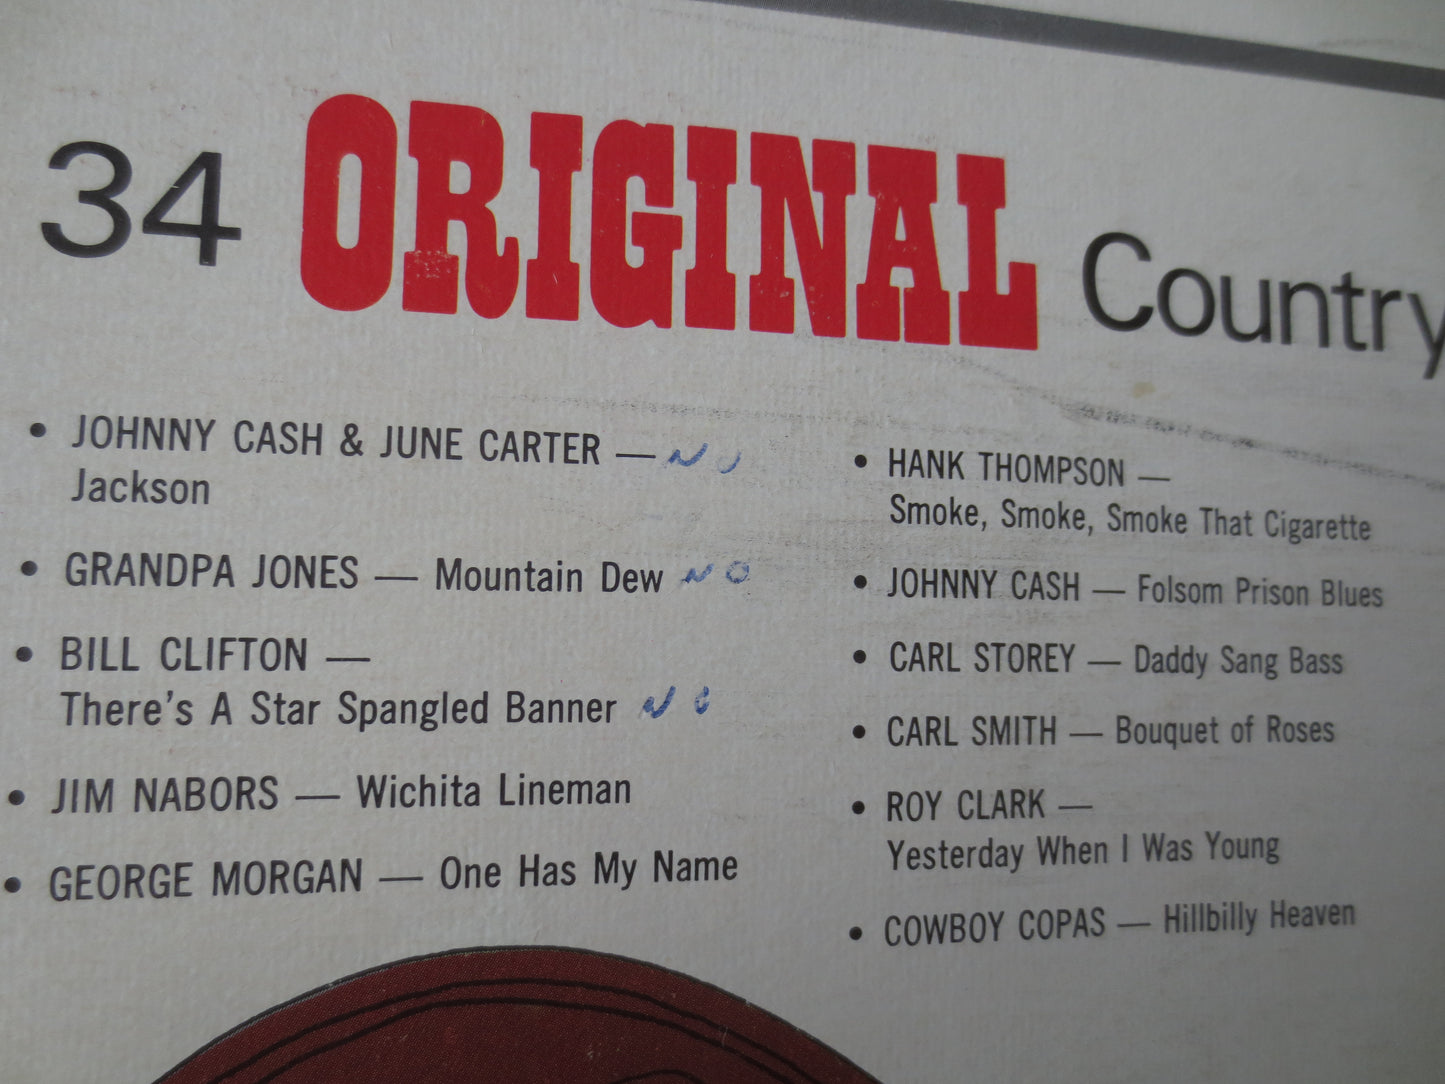 34 ORIGINAL Country
• JOHNNY CASH & JUNE CARTER — NO
Jackson
• GRANDPA JONES — Mountain Dew NO
• BILL CLIFTON —
There's A Star Spangled Banner NO
• JIM NABORS — Wichita Lineman
• GEORGE MORGAN — One Has My Name
• HANK THOMPSON —
Smoke, Smoke, Smoke That Cigarette
• JOHNNY CASH — Folsom Prison Blues
• CARL STOREY — Daddy Sang Bass
• CARL SMITH — Bouquet of Roses
• ROY CLARK —
Yesterday When I Was Young
• COWBOY COPAS — Hillbilly Heaven